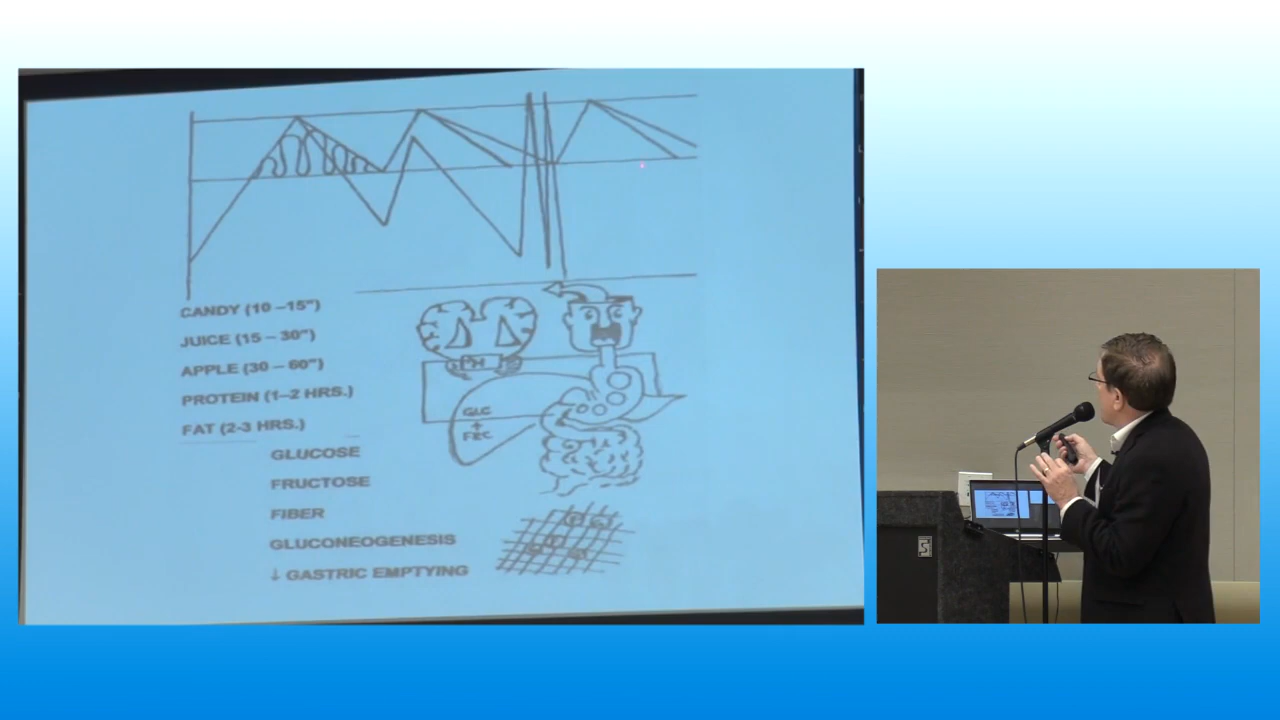 CANDY (10 –15")
JUICE (15 – 30")
APPLE (30 – 60")
PROTEIN (1–2 HRS.)
FAT (2-3 HRS.)
GLUCOSE
FRUCTOSE
FIBER
GLUCONEOGENESIS
↓ GASTRIC EMPTYING
GLC
+
FRC